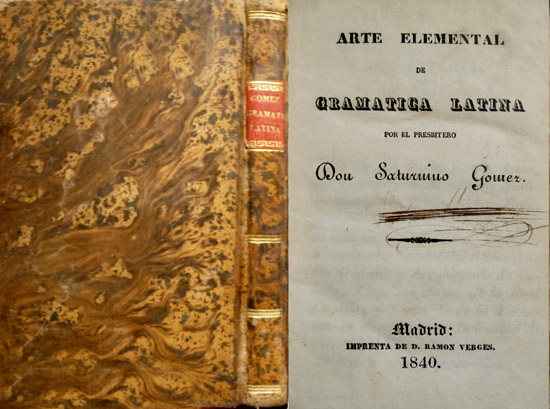 GOMEZ
GRAMAT
LATINA
ARTE ELEMENTAL
DE
GRAMATICA LATINA
POR EL PRESBITERO
Don Saturnino Gomez.
Madrid:
IMPRENTA DE D. RAMON VERGES.
1840.